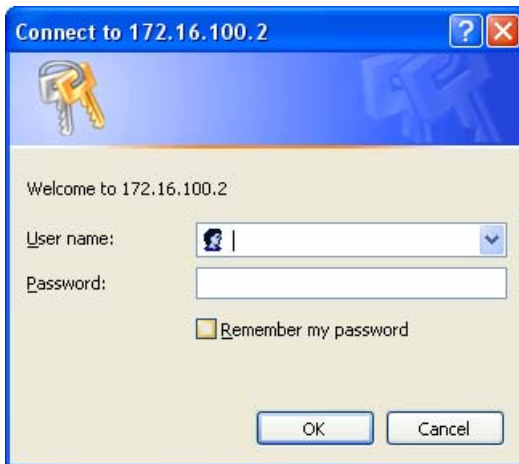 Connect to 172.16.100.2
Welcome to 172.16.100.2
User name:
Password:
Remember my password
OK
Cancel